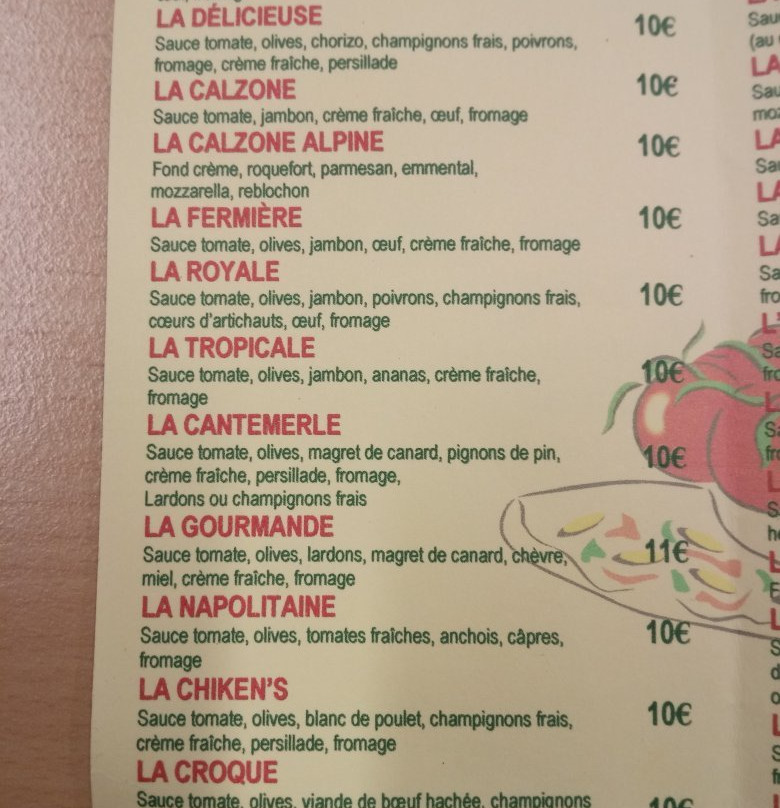 LA DÉLICIEUSE 10€
Sauce tomate, olives, chorizo, champignons frais, poivrons,
fromage, crème fraîche, persillade
LA CALZONE 10€
Sauce tomate, jambon, crème fraîche, œuf, fromage
LA CALZONE ALPINE 10€
Fond crème, roquefort, parmesan, emmental,
mozzarella, reblochon
LA FERMIÈRE 10€
Sauce tomate, olives, jambon, œuf, crème fraîche, fromage
LA ROYALE
Sauce tomate, olives, jambon, poivrons, champignons frais, 10€
cœurs d'artichauts, œuf, fromage
LA TROPICALE
Sauce tomate, olives, jambon, ananas, crème fraîche, 10€
fromage
LA CANTEMERLE
Sauce tomate, olives, magret de canard, pignons de pin, 10€
crème fraîche, persillade, fromage,
Lardons ou champignons frais
LA GOURMANDE
Sauce tomate, olives, lardons, magret de canard, chèvre, 11€
miel, crème fraîche, fromage
LA NAPOLITAINE
Sauce tomate, olives, tomates fraîches, anchois, câpres, 10€
fromage
LA CHIKEN'S
Sauce tomate, olives, blanc de poulet, champignons frais, 10€
crème fraîche, persillade, fromage
LA CROQUE
Sauce tomate, olives, viande de bœuf hachée, champignons 10€